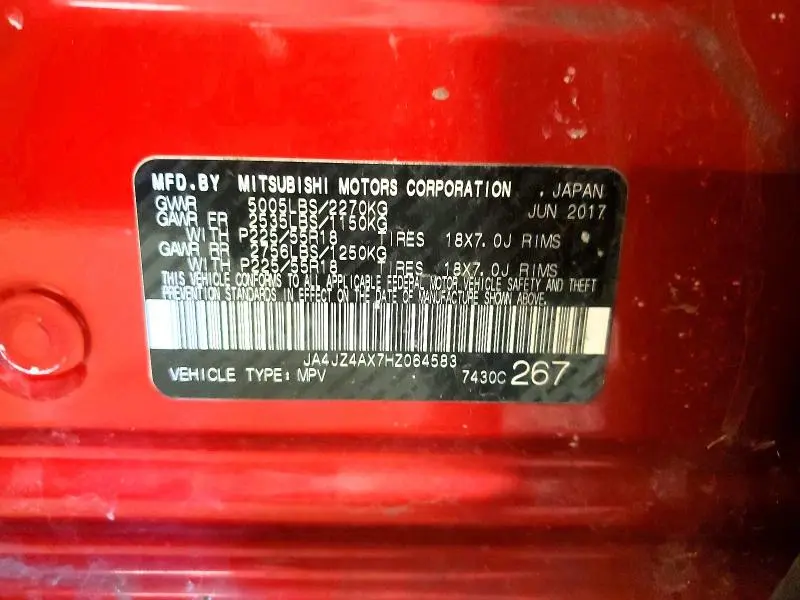 MFD.BY MITSUBISHI MOTORS CORPORATION . JAPAN
GVWR 5005LBS/2270KG JUN 2017
GAWR FR 2535LBS/1150KG
WITH P225/55R18 TIRES 18X7.0J RIMS
GAWR RR 2756LBS/1250KG
WITH P225/55R18 TIRES 18X7.0J RIMS
THIS VEHICLE CONFORMS TO ALL APPLICABLE FEDERAL MOTOR VEHICLE SAFETY AND THEFT
PREVENTION STANDARDS IN EFFECT ON THE DATE OF MANUFACTURE SHOWN ABOVE.
JA4JZ4AX7HZ064583
VEHICLE TYPE: MPV 7430C 267